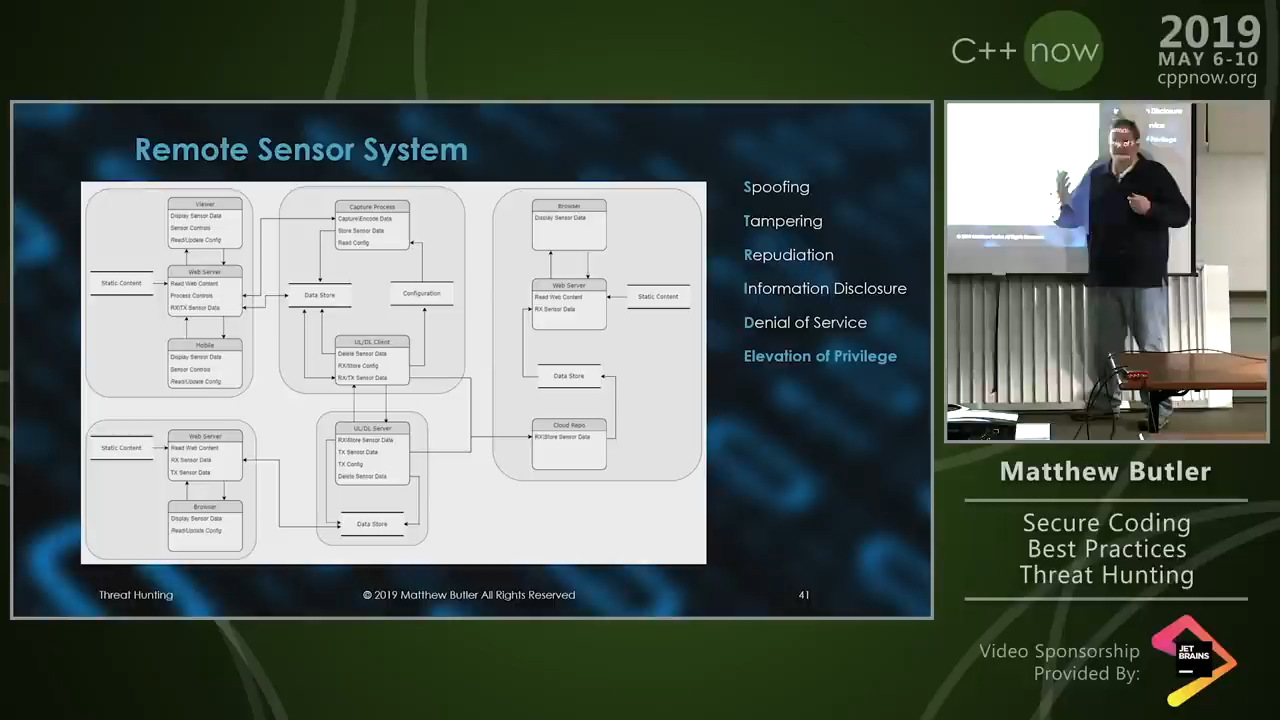 C++ now
2019
MAY 6-10
cppnow.org
Remote Sensor System
Viewer
Display Sensor Data
Sensor Controls
Read/Update Config
Static Content
Web Server
Read Web Content
Process Controls
RX/TX Sensor Data
Mobile
Display Sensor Data
Sensor Controls
Read/Update Config
Capture Process
Capture\Encode Data
Store Sensor Data
Read Config
Data Store
Configuration
UL/DL Client
Delete Sensor Data
RX/Store Config
RX/TX Sensor Data
Static Content
Web Server
Read Web Content
RX Sensor Data
TX Sensor Data
Browser
Display Sensor Data
Read/Update Config
UL/DL Server
RX\Store Sensor Data
TX Sensor Data
TX Config
Delete Sensor Data
Data Store
Browser
Display Sensor Data
Web Server
Read Web Content
RX Sensor Data
Static Content
Data Store
Cloud Repo
RX\Store Sensor Data
Spoofing
Tampering
Repudiation
Information Disclosure
Denial of Service
Elevation of Privilege
Threat Hunting
© 2019 Matthew Butler All Rights Reserved
41
Matthew Butler
Secure Coding
Best Practices
Threat Hunting
Video Sponsorship
Provided By:
JET
BRAINS